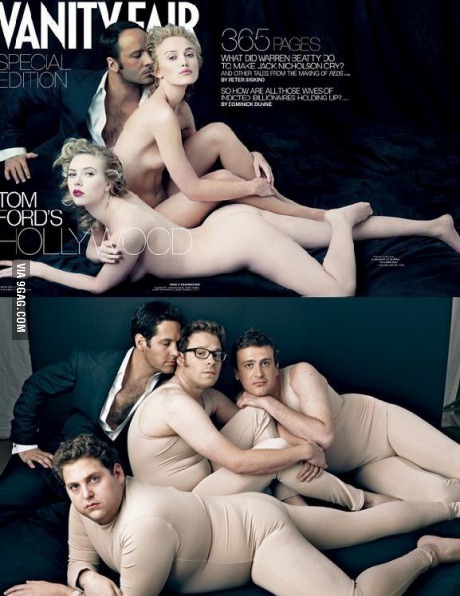 VANITY FAIR
SPECIAL
EDITION
365 PAGES
WHAT DID WARREN BEATTY DO
TO MAKE JACK NICHOLSON CRY?
AND OTHER TALES FROM THE MAKING OF REDS...
BY PETER BISKIND
SO HOW ARE ALL THOSE WIVES OF
INDICTED BILLIONAIRES HOLDING UP?...
BY DOMINICK DUNNE
TOM
FORD'S
HOLLYWOOD
VIA 9GAG.COM